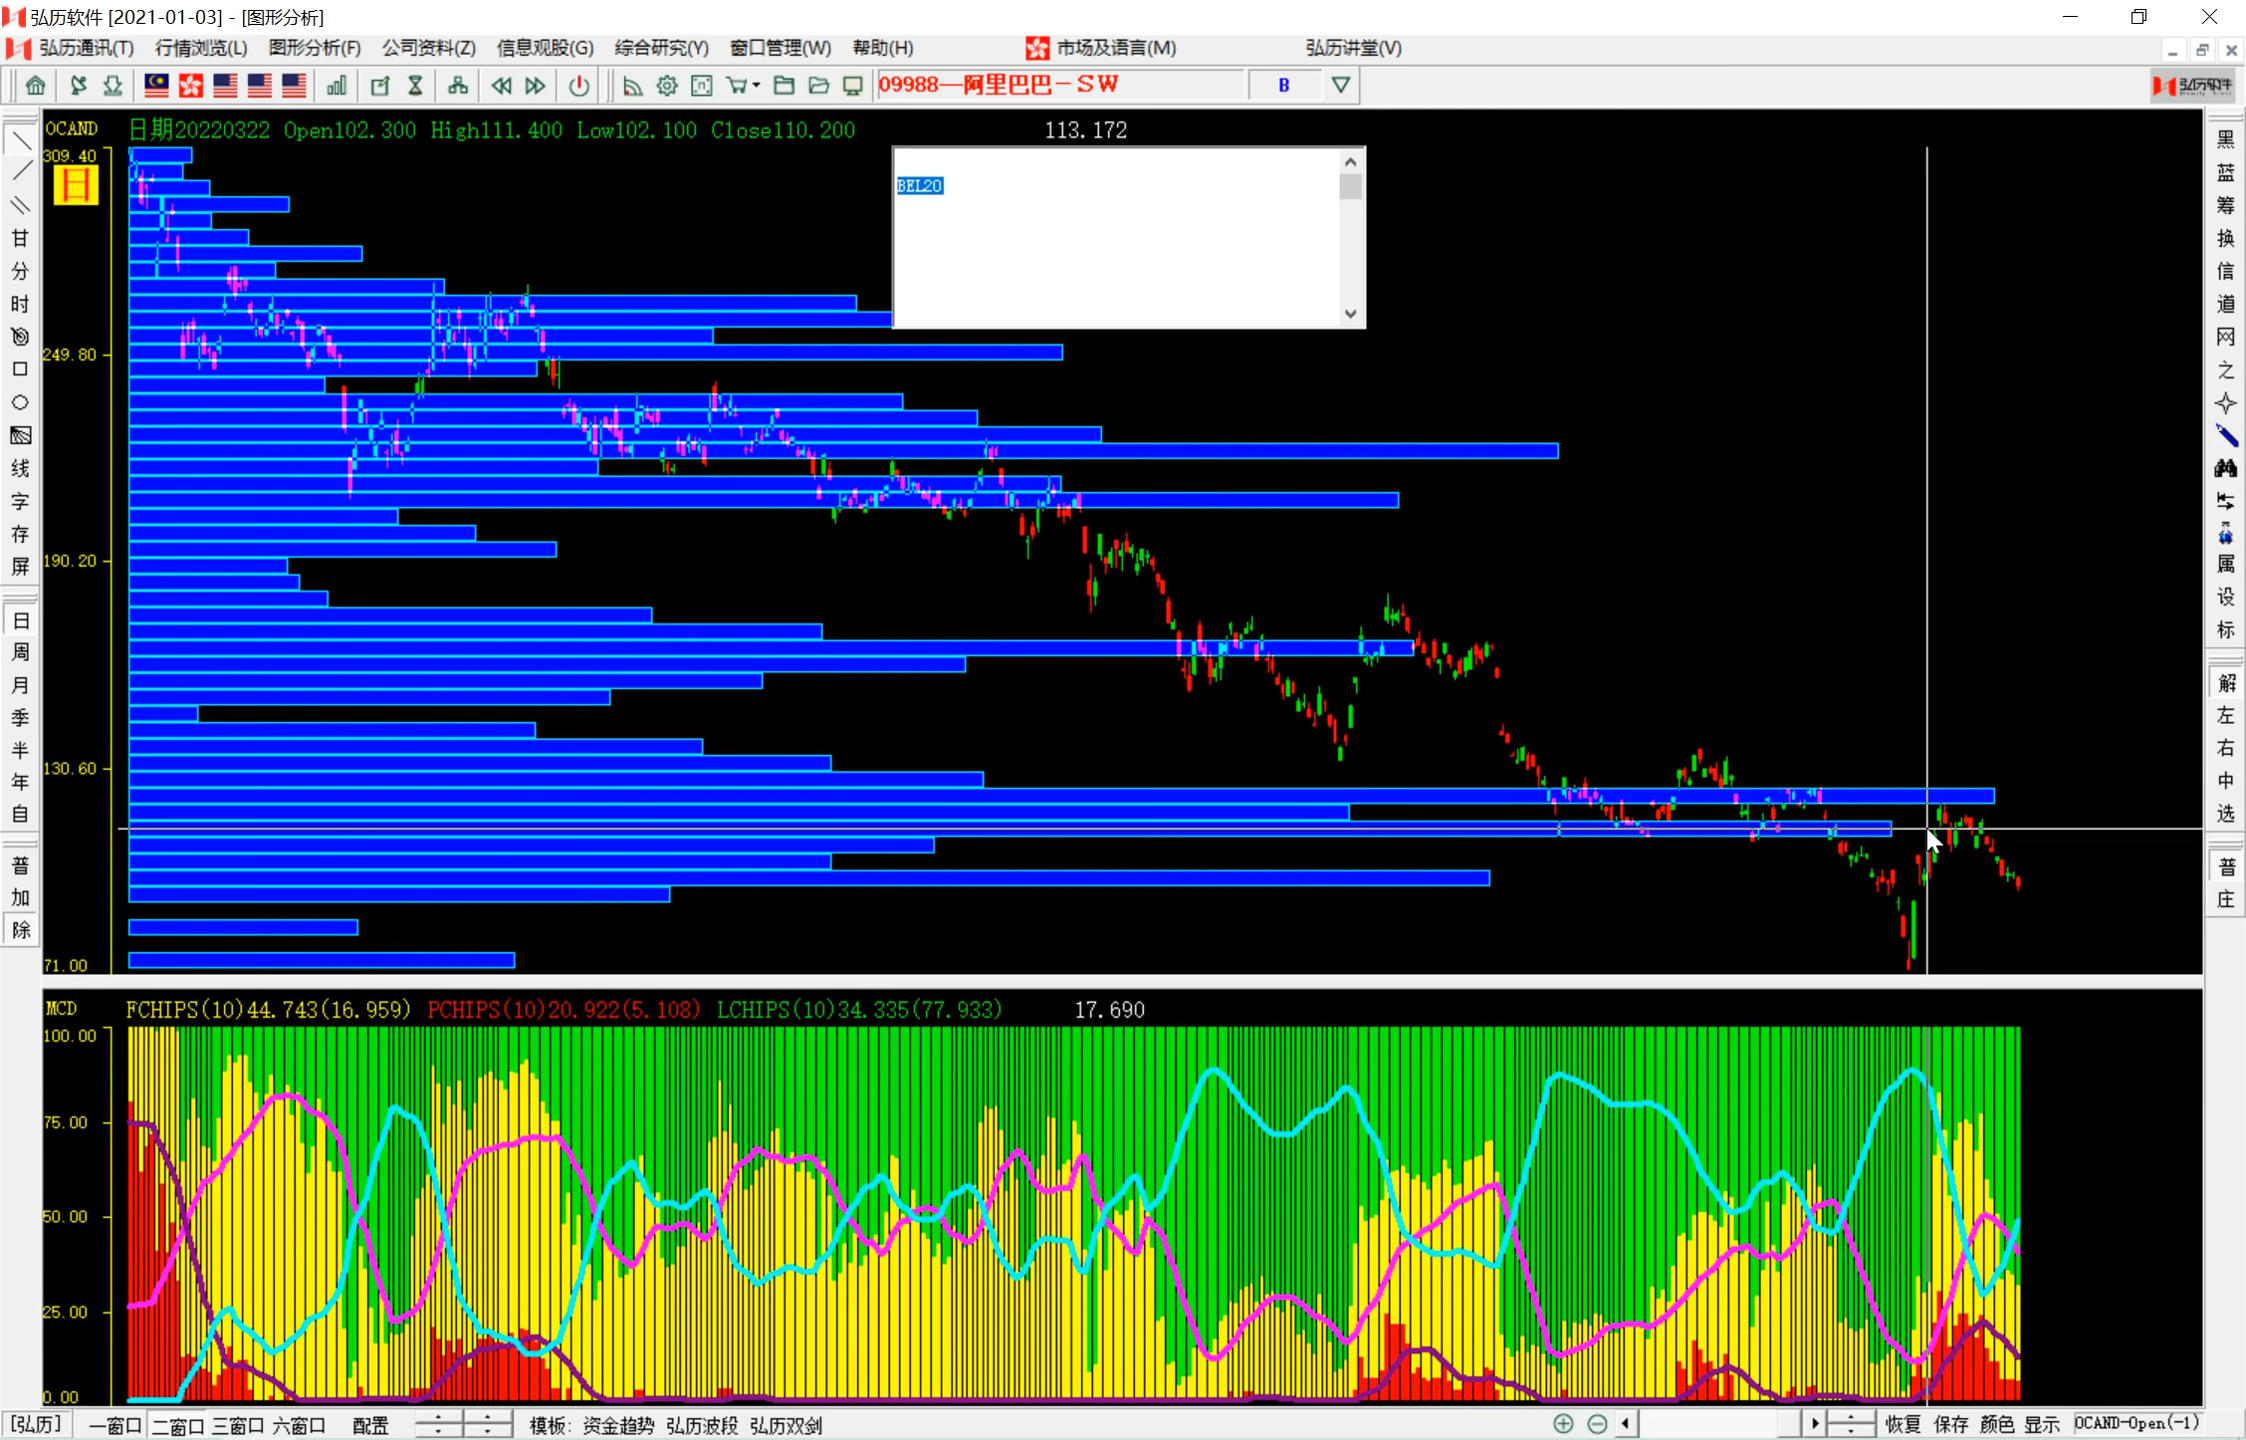 弘历软件 [2021-01-03] - [图形分析]
弘历通讯(T) 行情浏览(L) 图形分析(F) 公司资料(Z) 信息观股(G) 综合研究(Y) 窗口管理(W) 帮助(H) 市场及语言(M) 弘历讲堂(V)
09988—阿里巴巴－ＳＷ B 弘历软件
OCAND 日期20220322 Open102.300 High111.400 Low102.100 Close110.200 113.172
309.40
日
BEL20
249.80
190.20
130.60
71.00
甘
分
时
线
字
存
屏
日
周
月
季
半
年
自
普
加
除
黑
蓝
筹
换
信
道
网
之
属
设
标
解
左
右
中
选
普
庄
MCD FCHIPS(10)44.743(16.959) PCHIPS(10)20.922(5.108) LCHIPS(10)34.335(77.933) 17.690
100.00
75.00
50.00
25.00
0.00
[弘历] 一窗口 二窗口 三窗口 六窗口 配置 模板: 资金趋势 弘历波段 弘历双剑 恢复 保存 颜色 显示 OCAND-Open(-1)